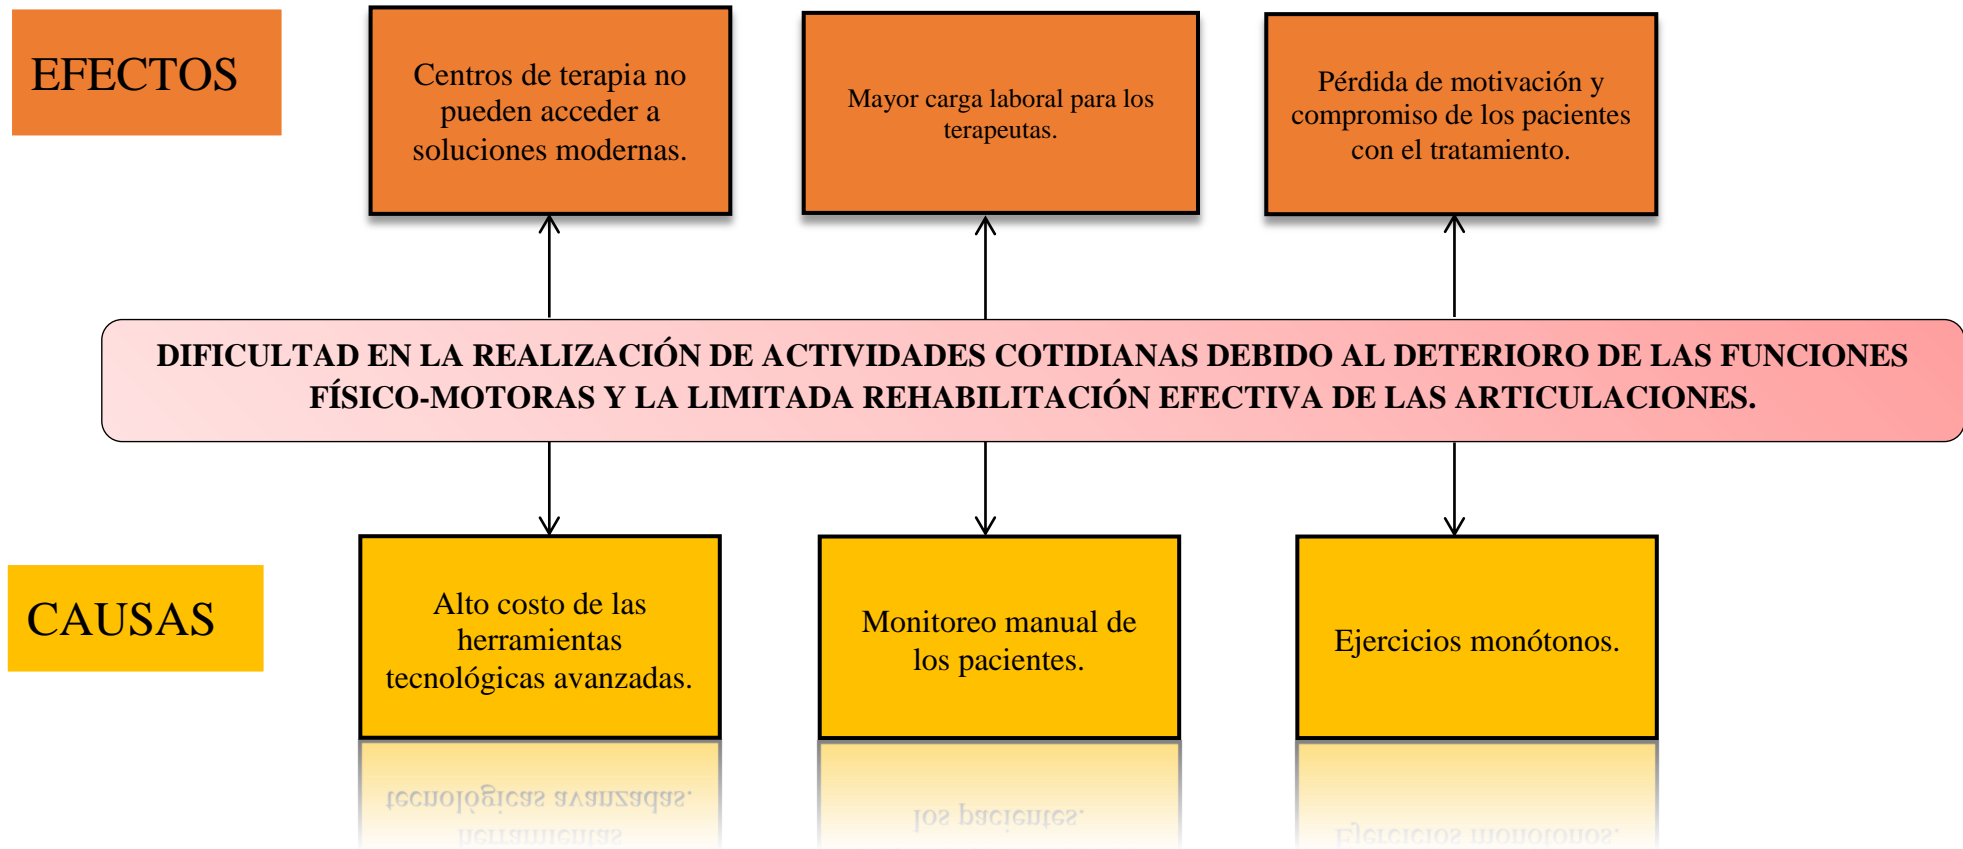 EFECTOS
Centros de terapia no
pueden acceder a
soluciones modernas.
Mayor carga laboral para los
terapeutas.
Pérdida de motivación y
compromiso de los pacientes
con el tratamiento.
DIFICULTAD EN LA REALIZACIÓN DE ACTIVIDADES COTIDIANAS DEBIDO AL DETERIORO DE LAS FUNCIONES
FÍSICO-MOTORAS Y LA LIMITADA REHABILITACIÓN EFECTIVA DE LAS ARTICULACIONES.
CAUSAS
Alto costo de las
herramientas
tecnológicas avanzadas.
Monitoreo manual de
los pacientes.
Ejercicios monótonos.